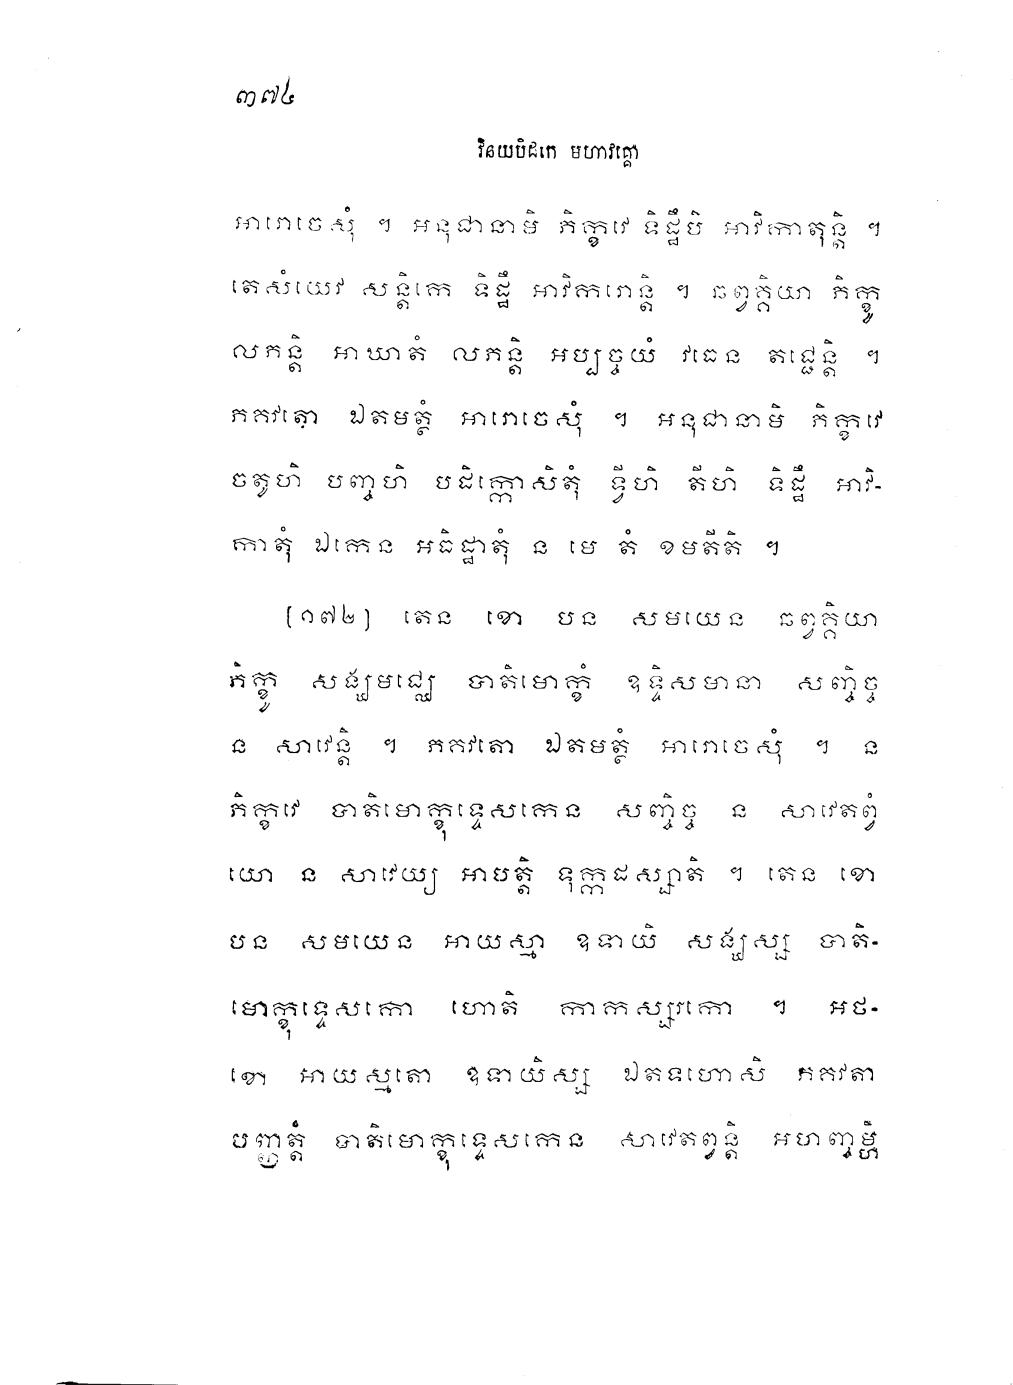 ៣៧៤
វិនយបិដកេ មហាវគ្គោ
អារោចេសុំ ។ អនុជានាមិ ភិក្ខវេ ទិដ្ឋឹបិ អាវិកាតុន្តិ ។
តេសំយេវ សន្តិកេ ទិដ្ឋឹ អាវិករោន្តិ ។ ឆព្វគ្គិយា ភិក្ខូ
លភន្តិ អាឃាតំ លភន្តិ អប្បច្ចយំ វធេន តជ្ជេន្តិ ។
ភគវតោ ឯតមត្ថំ អារោចេសុំ ។ អនុជានាមិ ភិក្ខវេ
ចតូហិ បញ្ចហិ បដិក្កោសិតុំ ទ្វីហិ តីហិ ទិដ្ឋឹ អាវិ-
កាតុំ ឯកេន អធិដ្ឋាតុំ ន មេ តំ ខមតីតិ ។
[១៧២] តេន ខោ បន សមយេន ឆព្វគ្គិយា
ភិក្ខូ សង្ឃមជ្ឈេ បាតិមោក្ខំ ឧទ្ទិសមានា សញ្ចិច្ច
ន សាវេន្តិ ។ ភគវតោ ឯតមត្ថំ អារោចេសុំ ។ ន
ភិក្ខវេ បាតិមោក្ខុទ្ទេសកេន សញ្ចិច្ច ន សាវេតព្វំ
យោ ន សាវេយ្យ អាបត្តិ ទុក្កដស្សាតិ ។ តេន ខោ
បន សមយេន អាយស្មា ឧទាយិ សង្ឃស្ស បាតិ-
មោក្ខុទ្ទេសកោ ហោតិ កាកស្សរកោ ។ អថ-
ខោ អាយស្មតោ ឧទាយិស្ស ឯតទហោសិ ភគវតា
បញ្ញត្តំ បាតិមោក្ខុទ្ទេសកេន សាវេតព្វន្តិ អហញ្ចម្ហិ